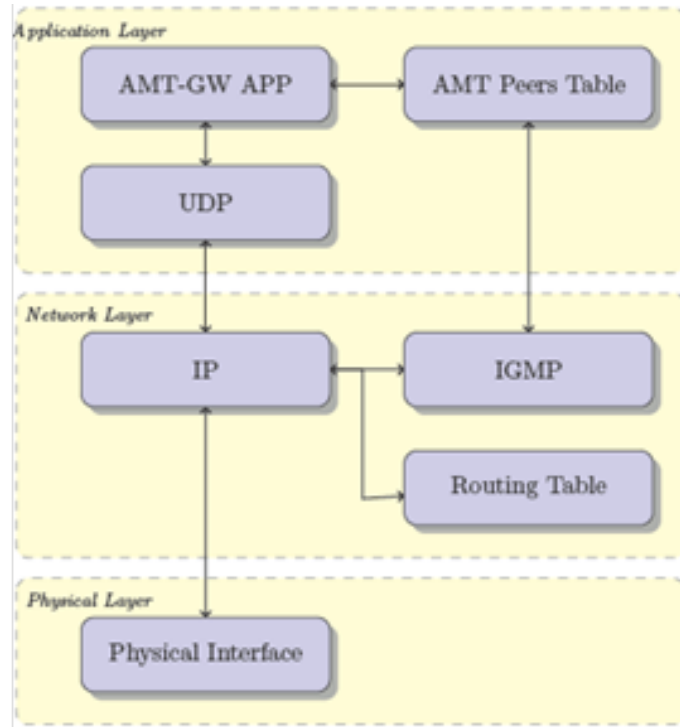 Application Layer
AMT-GW APP
AMT Peers Table
UDP
Network Layer
IP
IGMP
Routing Table
Physical Layer
Physical Interface